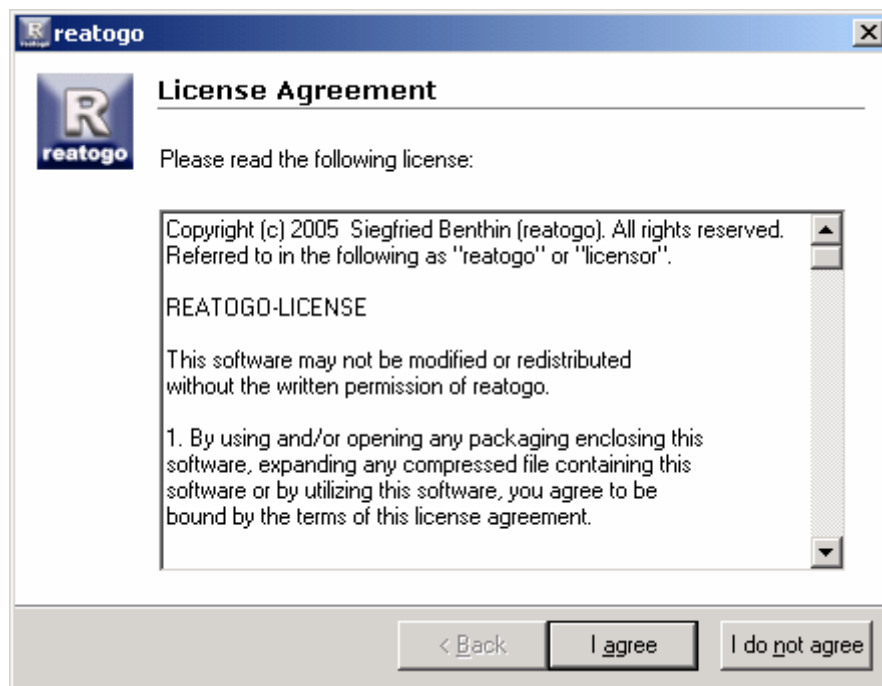 reatogo
R
reatogo
License Agreement
Please read the following license:
Copyright (c) 2005  Siegfried Benthin (reatogo). All rights reserved.
Referred to in the following as "reatogo" or "licensor".
REATOGO-LICENSE
This software may not be modified or redistributed
without the written permission of reatogo.
1. By using and/or opening any packaging enclosing this
software, expanding any compressed file containing this
software or by utilizing this software, you agree to be
bound by the terms of this license agreement.
< Back
I agree
I do not agree